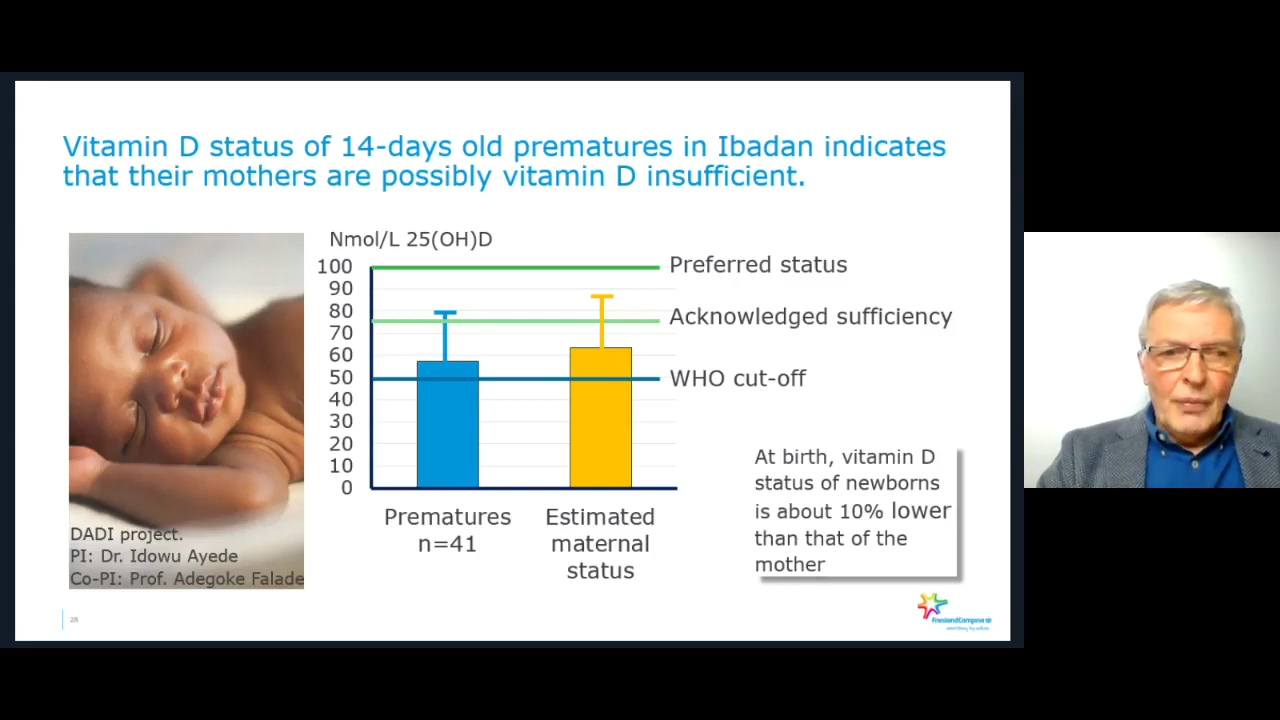 Vitamin D status of 14-days old prematures in Ibadan indicates
that their mothers are possibly vitamin D insufficient.
Nmol/L 25(OH)D
100
90
80
70
60
50
40
30
20
10
0
Preferred status
Acknowledged sufficiency
WHO cut-off
Prematures
n=41
Estimated
maternal
status
At birth, vitamin D
status of newborns
is about 10% lower
than that of the
mother
DADI project.
PI: Dr. Idowu Ayede
Co-PI: Prof. Adegoke Falade
28
FrieslandCampina